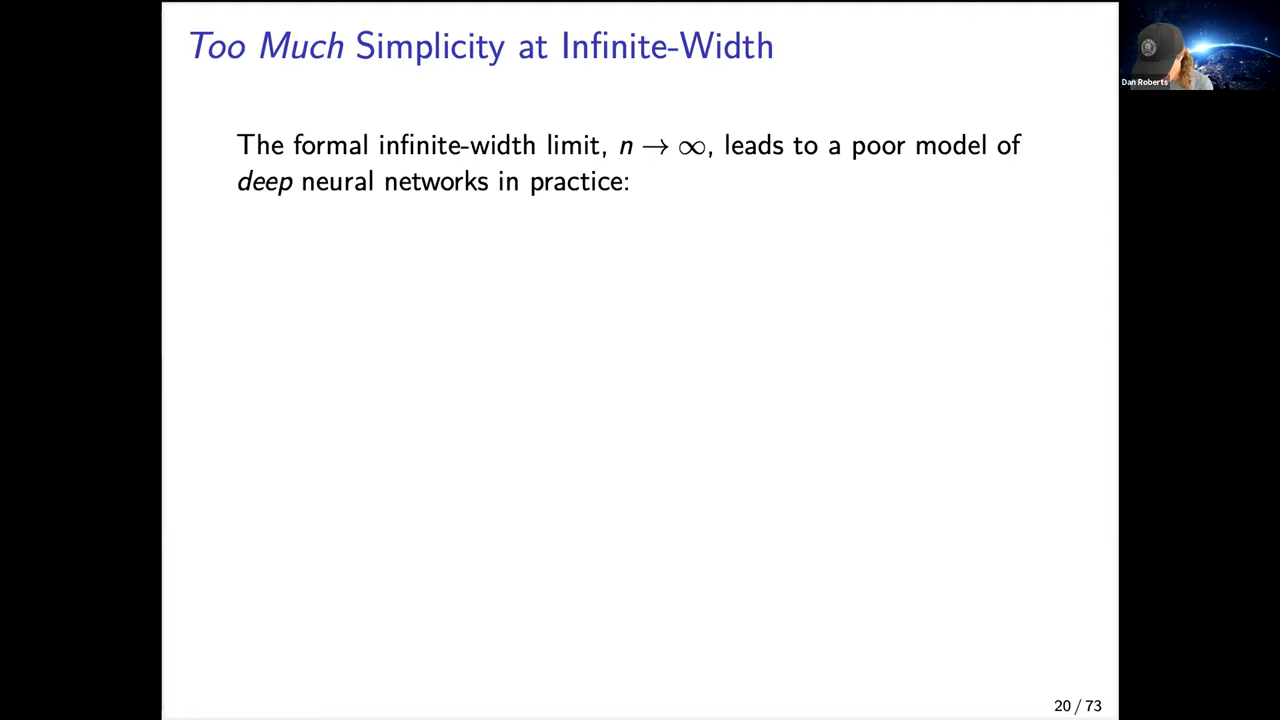 Too Much Simplicity at Infinite-Width
The formal infinite-width limit, n → ∞, leads to a poor model of
deep neural networks in practice:
20 / 73
Dan Roberts